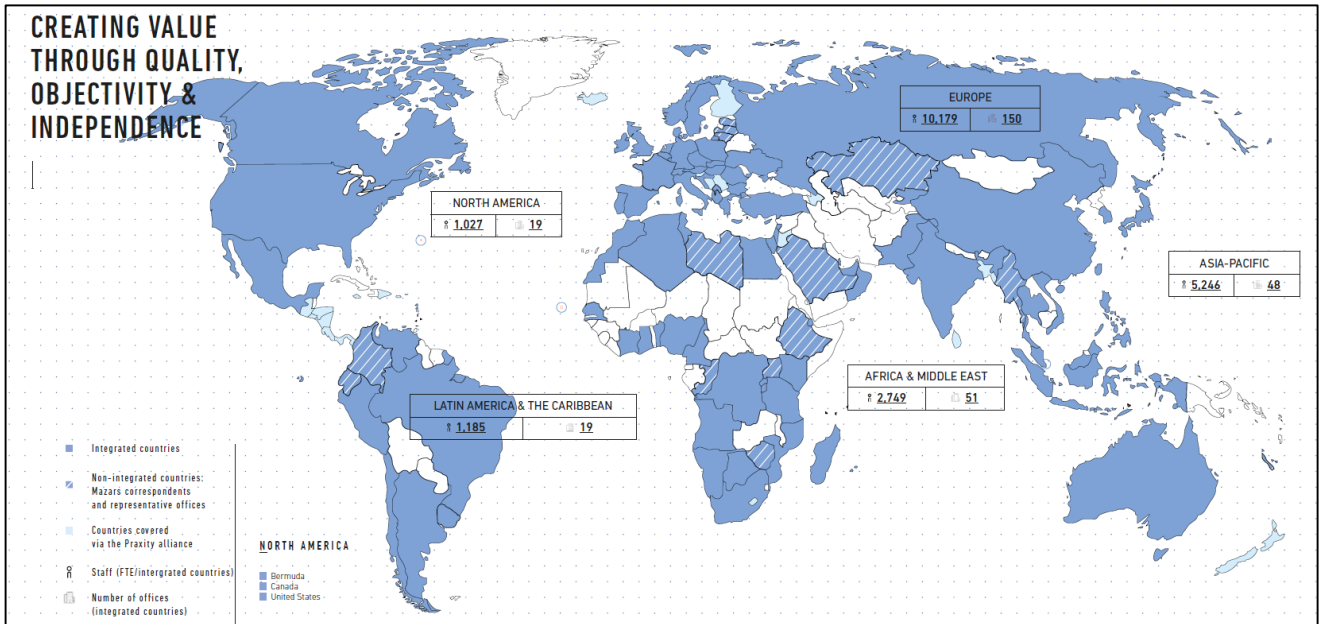 CREATING VALUE
THROUGH QUALITY,
OBJECTIVITY &
INDEPENDENCE
EUROPE
10,179 150
NORTH AMERICA
1,027 19
ASIA-PACIFIC
5,246 48
AFRICA & MIDDLE EAST
2,749 51
LATIN AMERICA & THE CARIBBEAN
1,185 19
Integrated countries
Non-integrated countries:
Mazars correspondents
and representative offices
Countries covered
via the Praxity alliance
Staff (FTE/intergrated countries)
Number of offices
(integrated countries)
NORTH AMERICA
Bermuda
Canada
United States